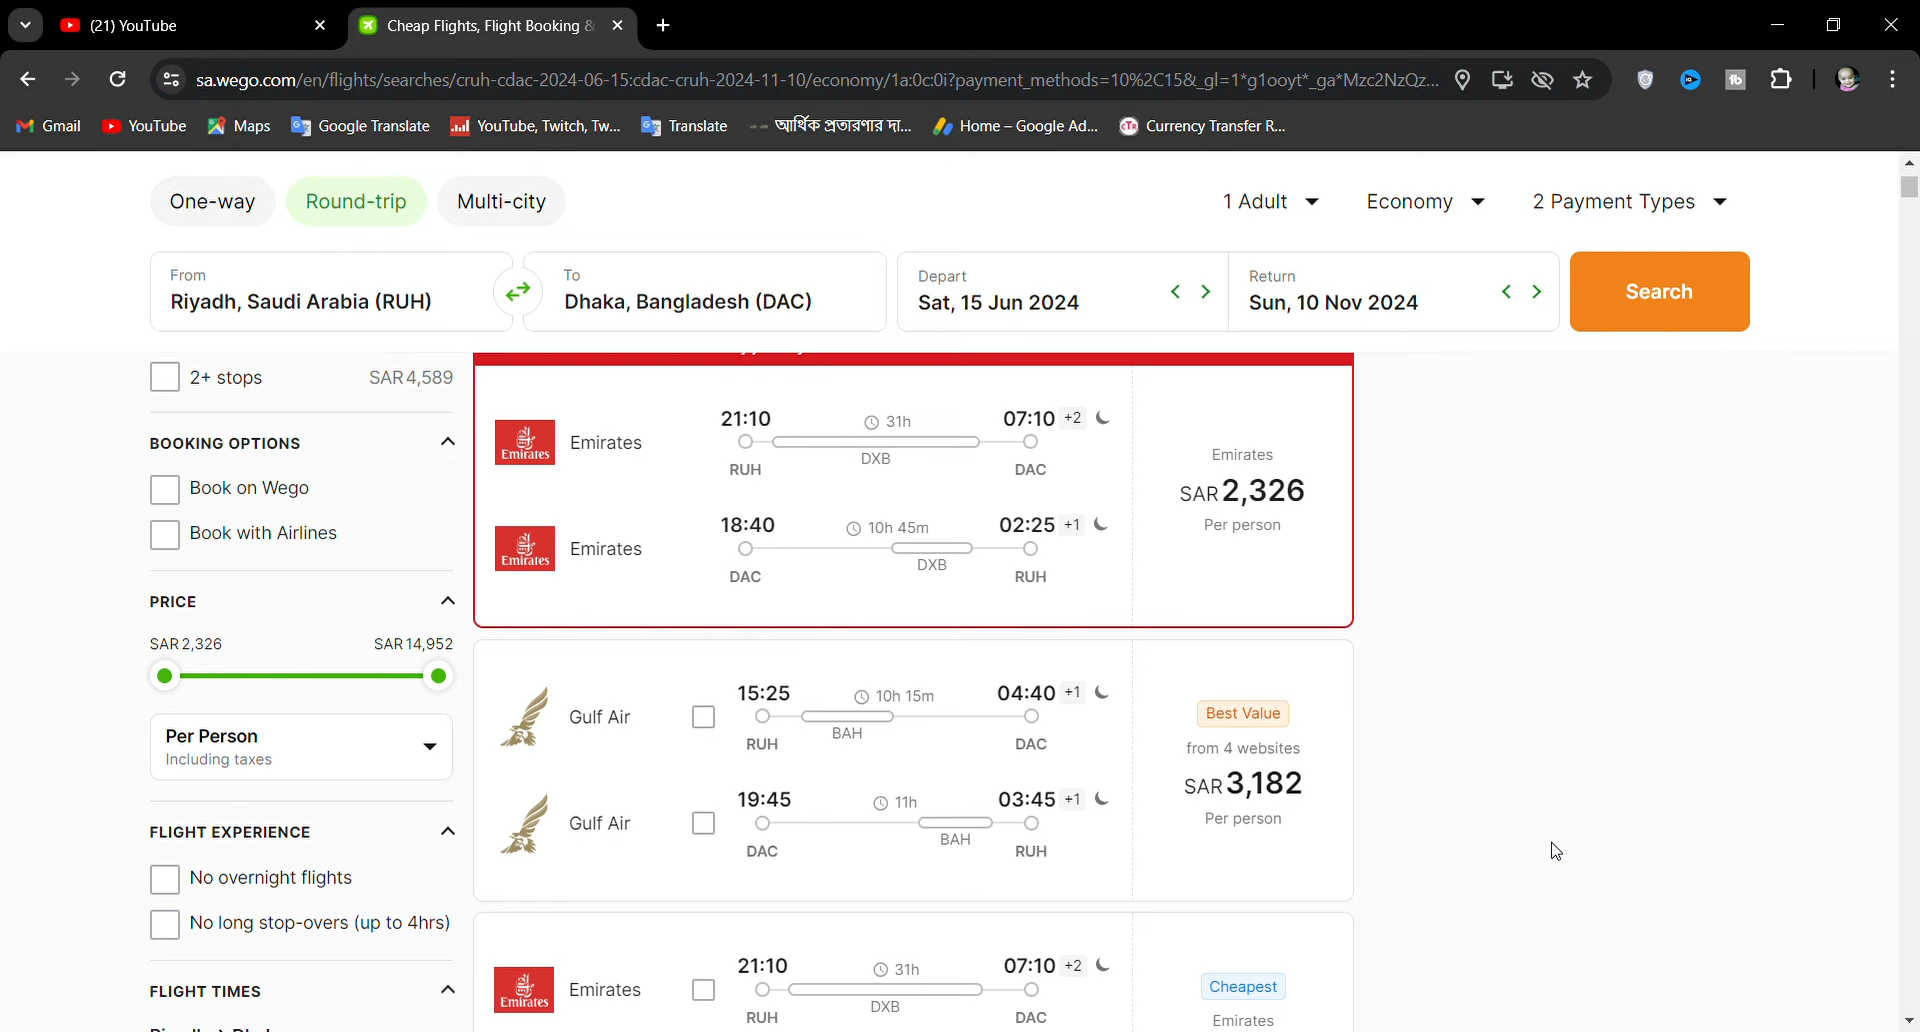 (21) YouTube
Cheap Flights, Flight Booking &
sa.wego.com/en/flights/searches/cruh-cdac-2024-06-15:cdac-cruh-2024-11-10/economy/1a:0c:0i?payment_methods=10%2C15&_gl=1*g1ooyt*_ga*Mzc2NzQz...
Gmail YouTube Maps Google Translate YouTube, Twitch, Tw... Translate আর্থিক প্রতারণার দা... Home – Google Ad... Currency Transfer R...
One-way Round-trip Multi-city 1 Adult Economy 2 Payment Types
From
Riyadh, Saudi Arabia (RUH)
To
Dhaka, Bangladesh (DAC)
Depart
Sat, 15 Jun 2024
Return
Sun, 10 Nov 2024
Search
2+ stops SAR 4,589
BOOKING OPTIONS
Book on Wego
Book with Airlines
PRICE
SAR 2,326 SAR 14,952
Per Person
Including taxes
FLIGHT EXPERIENCE
No overnight flights
No long stop-overs (up to 4hrs)
FLIGHT TIMES
Emirates
Emirates
21:10 31h 07:10 +2
RUH DXB DAC
Emirates
Emirates
18:40 10h 45m 02:25 +1
DAC DXB RUH
Emirates
SAR 2,326
Per person
Gulf Air
15:25 10h 15m 04:40 +1
RUH BAH DAC
Gulf Air
19:45 11h 03:45 +1
DAC BAH RUH
Best Value
from 4 websites
SAR 3,182
Per person
Emirates
Emirates
21:10 31h 07:10 +2
RUH DXB DAC
Cheapest
Emirates